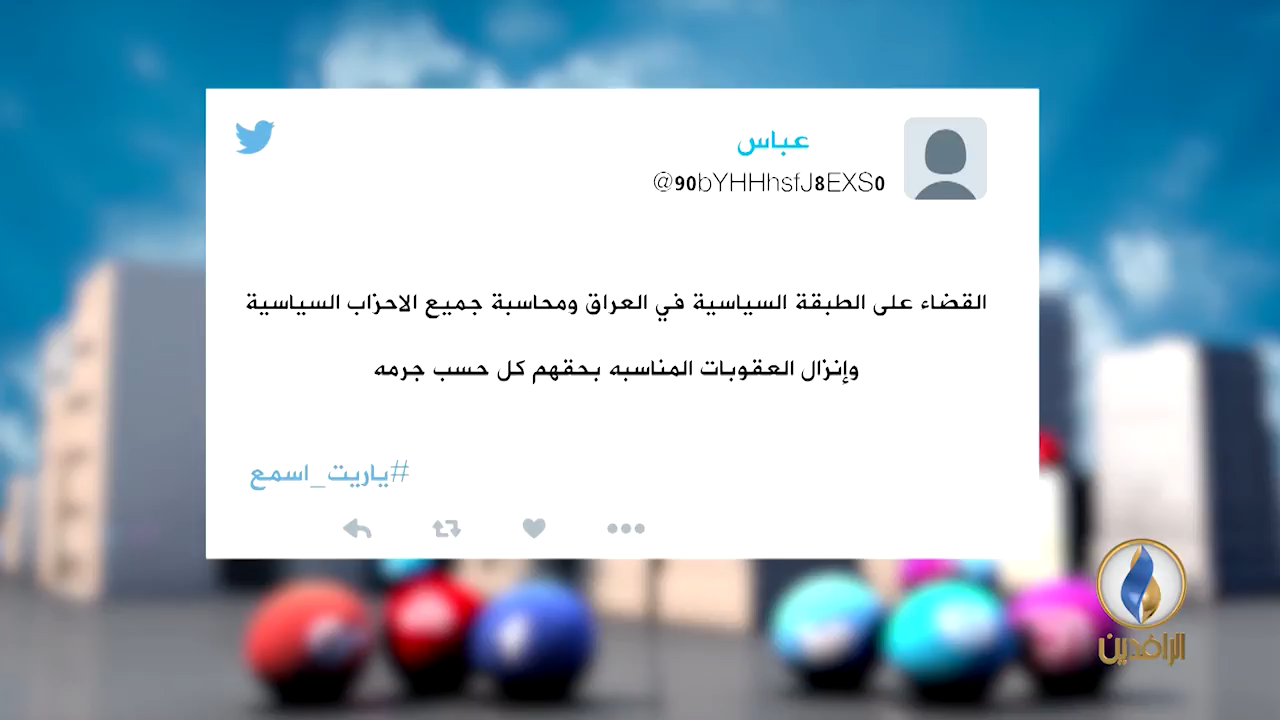 عباس
@90bYHHhsfJ8EXS0
القضاء على الطبقة السياسية في العراق ومحاسبة جميع الاحزاب السياسية
وإنزال العقوبات المناسبه بحقهم كل حسب جرمه
#ياريت_اسمع
الرافدين